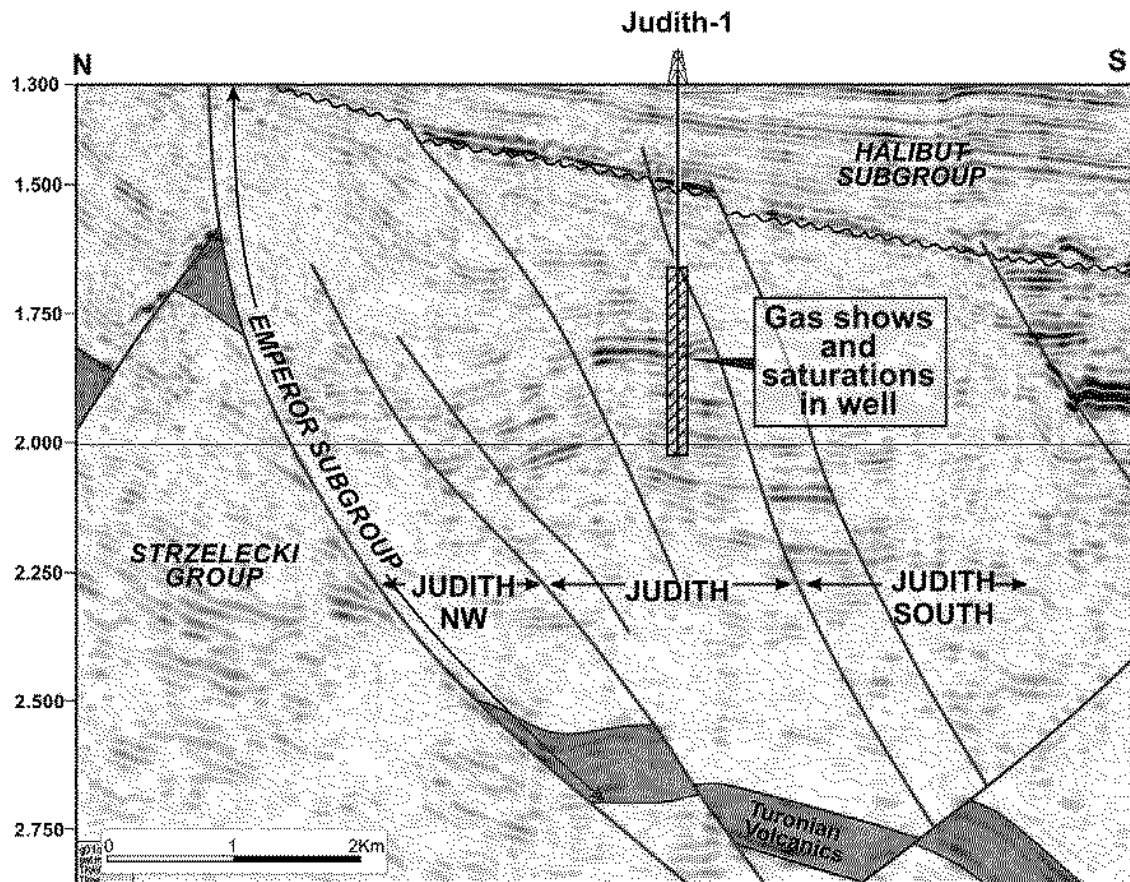 Judith-1
N
S
1.300
HALIBUT
SUBGROUP
1.500
1.750
Gas shows
and
saturations
in well
EMPEROR SUBGROUP
2.000
STRZELECKI
GROUP
2.250
JUDITH
NW
JUDITH
JUDITH
SOUTH
2.500
2.750
Turonian
Volcanics
0
1
2Km